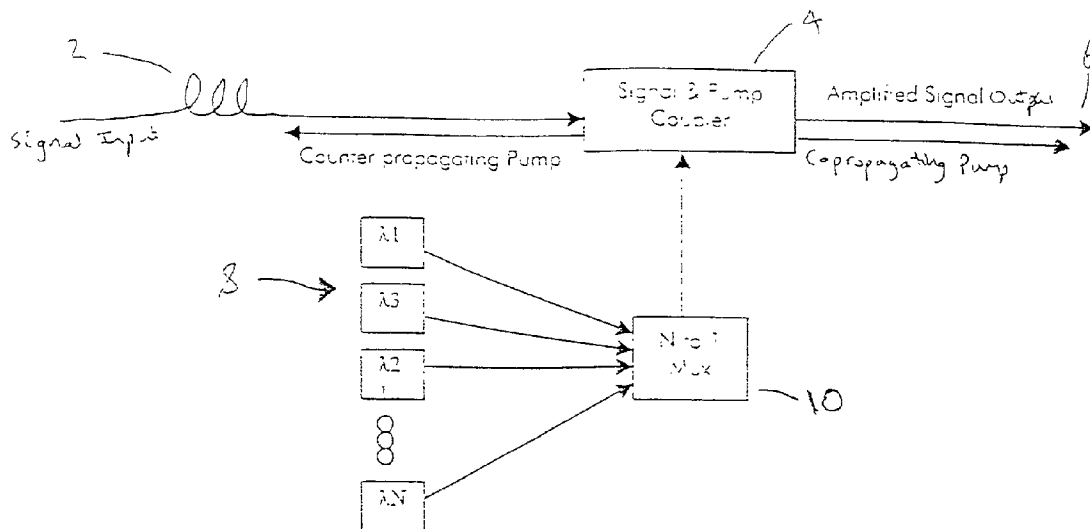 2
4
6
Signal & Pump
Coupler
Amplified Signal Output
Signal Input
Counter propagating Pump
Copropagating Pump
λ1
8
λ3
N to 1
Mux
λ2
10
λN